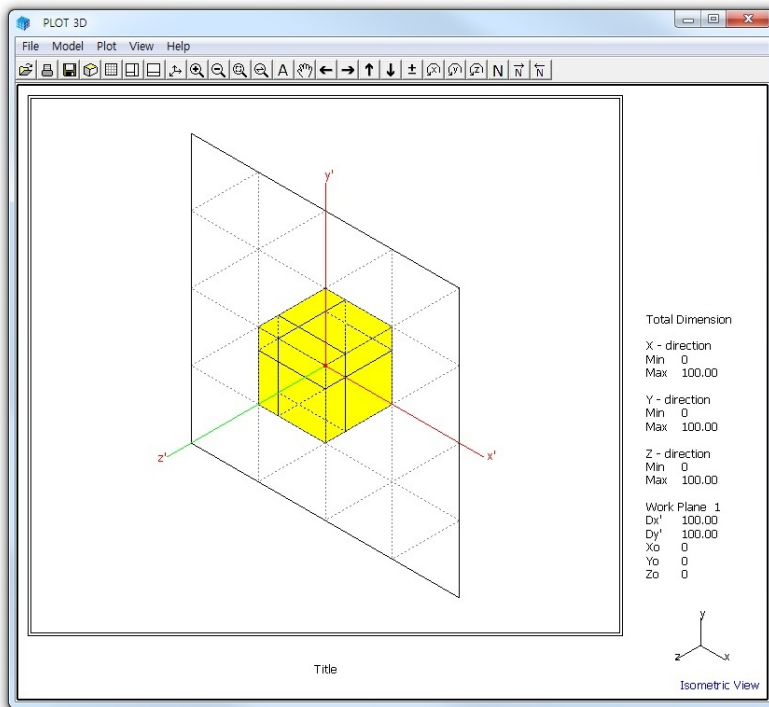 PLOT 3D
File Model Plot View Help
A N N N
y'
x'
z'
Total Dimension
X - direction
Min 0
Max 100.00
Y - direction
Min 0
Max 100.00
Z - direction
Min 0
Max 100.00
Work Plane 1
Dx' 100.00
Dy' 100.00
Xo 0
Yo 0
Zo 0
y
z x
Title
Isometric View